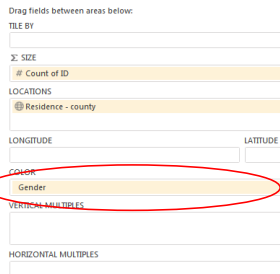 Drag fields between areas below:
TILE BY
Σ SIZE
# Count of ID
LOCATIONS
Residence - county
LONGITUDE LATITUDE
COLOR
Gender
VERTICAL MULTIPLES
HORIZONTAL MULTIPLES